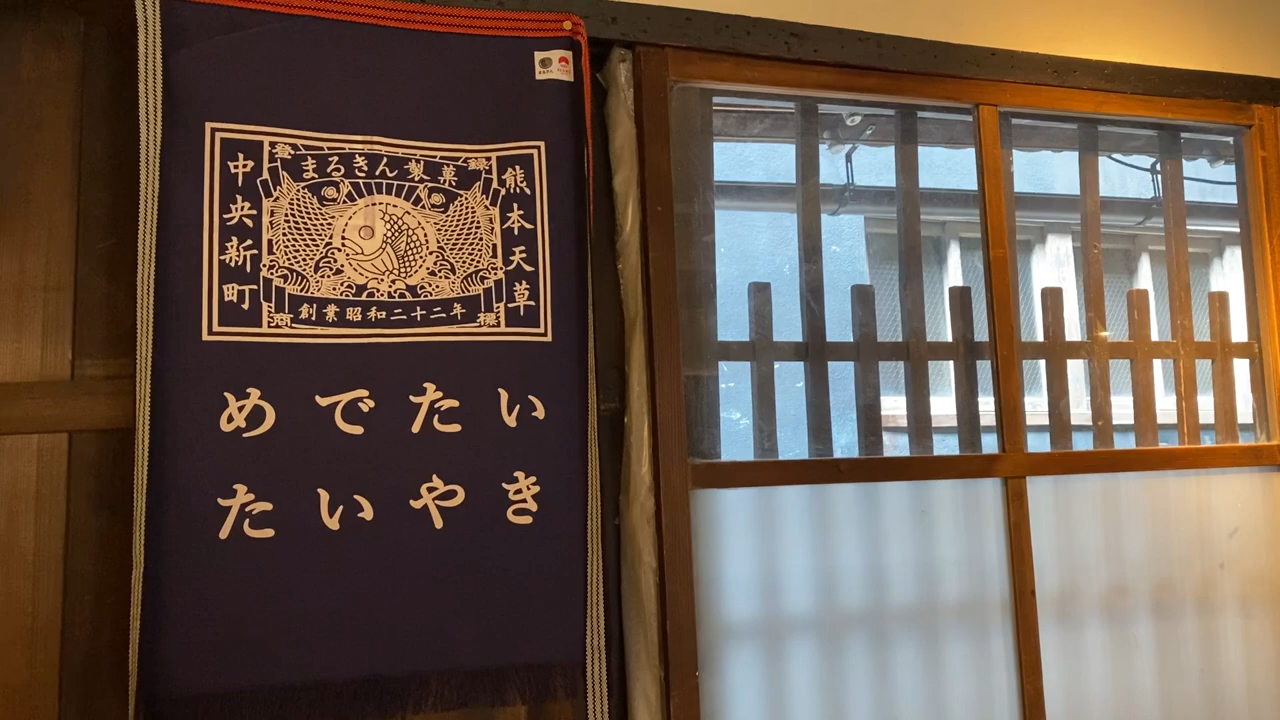 登録商標
まるきん製菓
熊本天草
中央新町
創業昭和二十二年
めでたい
たいやき